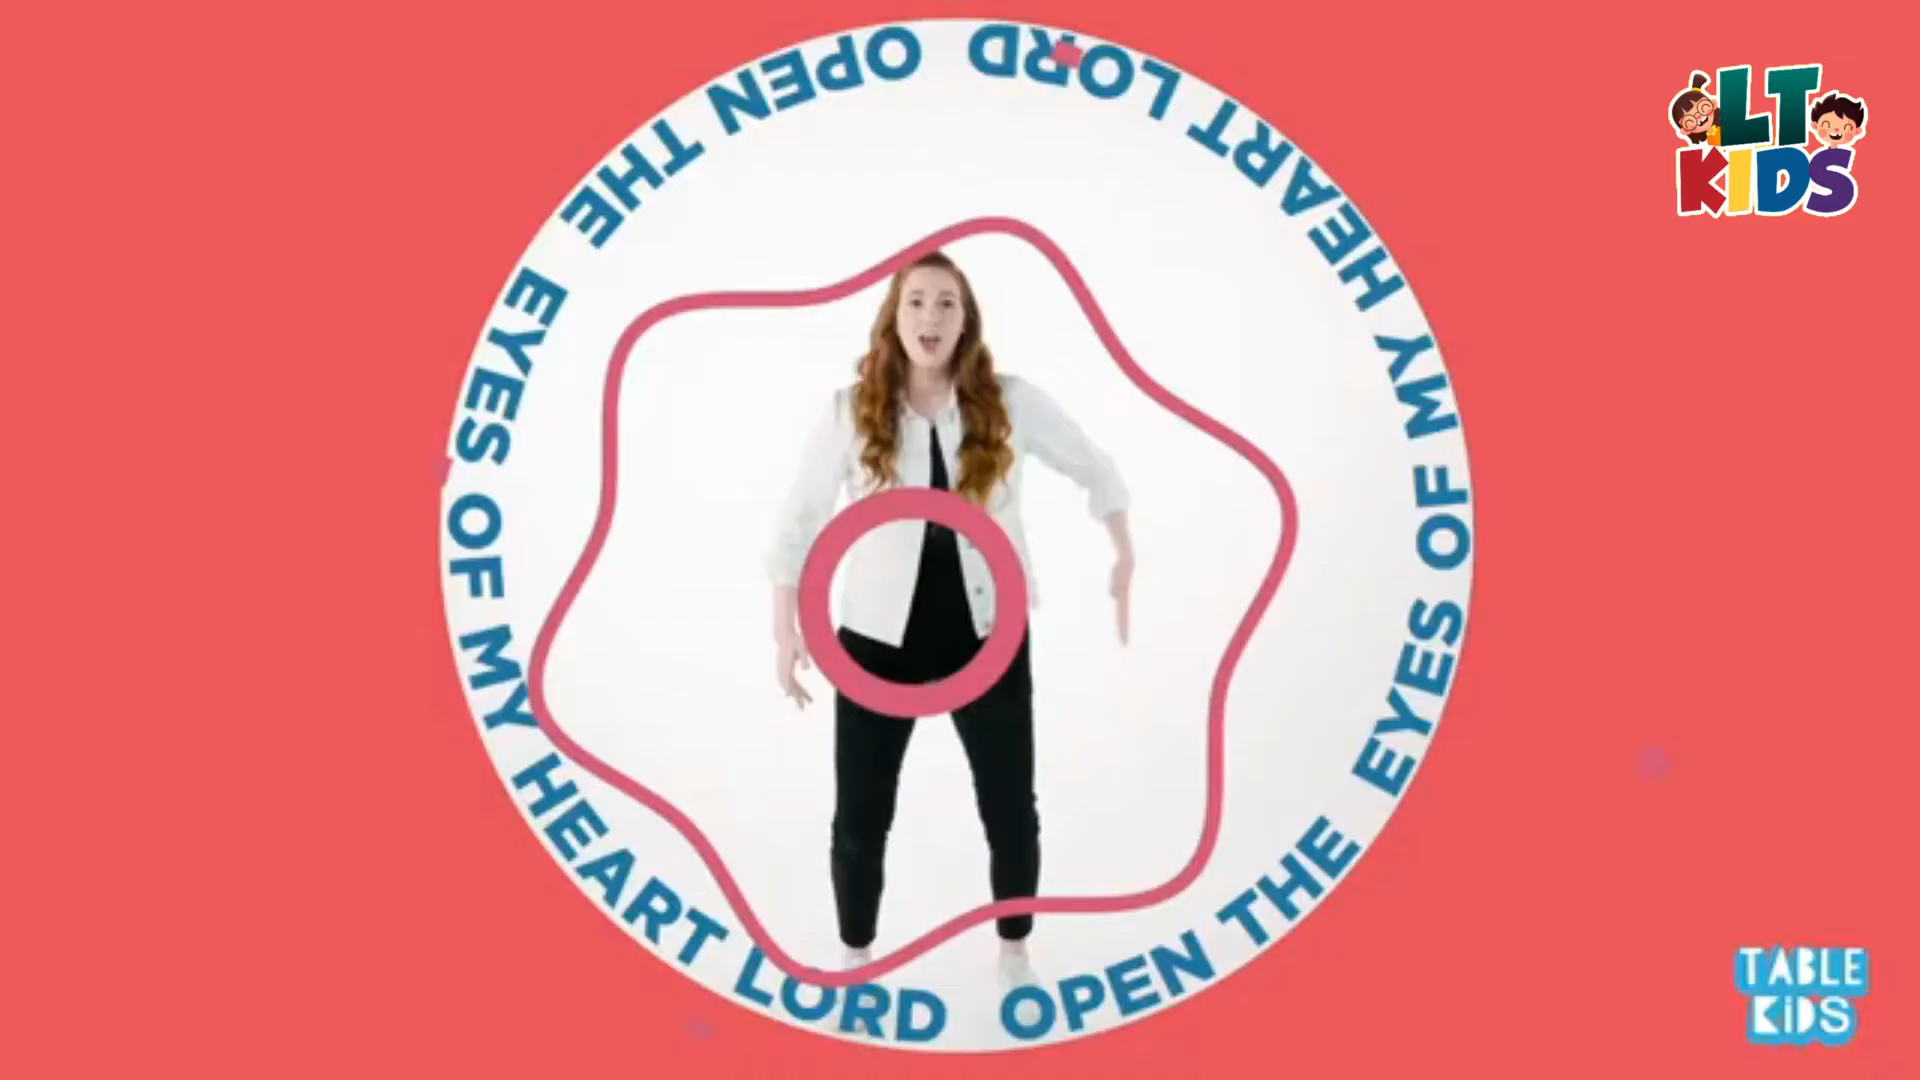 OPEN THE EYES OF MY HEART LORD
OPEN THE EYES OF MY HEART LORD
LT
KIDS
TABLE
KIDS